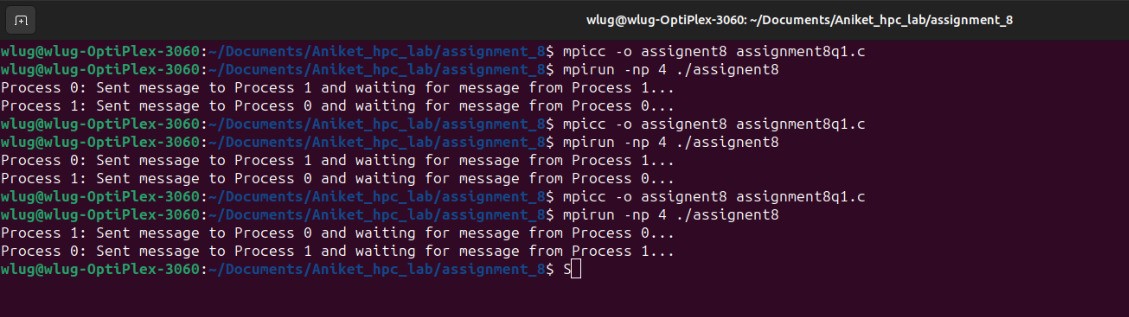 wlug@wlug-OptiPlex-3060: ~/Documents/Aniket_hpc_lab/assignment_8
wlug@wlug-OptiPlex-3060:~/Documents/Aniket_hpc_lab/assignment_8$ mpicc -o assignent8 assignment8q1.c
wlug@wlug-OptiPlex-3060:~/Documents/Aniket_hpc_lab/assignment_8$ mpirun -np 4 ./assignent8
Process 0: Sent message to Process 1 and waiting for message from Process 1...
Process 1: Sent message to Process 0 and waiting for message from Process 0...
wlug@wlug-OptiPlex-3060:~/Documents/Aniket_hpc_lab/assignment_8$ mpicc -o assignent8 assignment8q1.c
wlug@wlug-OptiPlex-3060:~/Documents/Aniket_hpc_lab/assignment_8$ mpirun -np 4 ./assignent8
Process 0: Sent message to Process 1 and waiting for message from Process 1...
Process 1: Sent message to Process 0 and waiting for message from Process 0...
wlug@wlug-OptiPlex-3060:~/Documents/Aniket_hpc_lab/assignment_8$ mpicc -o assignent8 assignment8q1.c
wlug@wlug-OptiPlex-3060:~/Documents/Aniket_hpc_lab/assignment_8$ mpirun -np 4 ./assignent8
Process 1: Sent message to Process 0 and waiting for message from Process 0...
Process 0: Sent message to Process 1 and waiting for message from Process 1...
wlug@wlug-OptiPlex-3060:~/Documents/Aniket_hpc_lab/assignment_8$ S